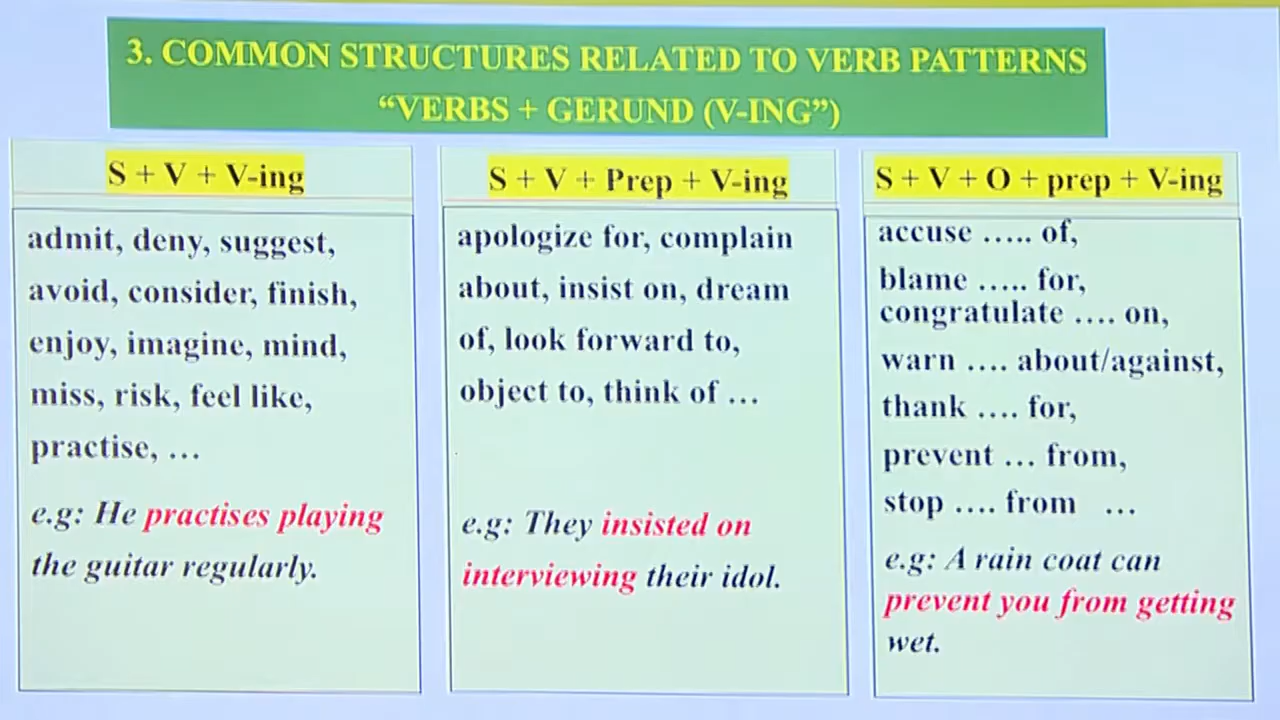 3. COMMON STRUCTURES RELATED TO VERB PATTERNS
“VERBS + GERUND (V-ING”)
S + V + V-ing
admit, deny, suggest,
avoid, consider, finish,
enjoy, imagine, mind,
miss, risk, feel like,
practise, …
e.g: He practises playing
the guitar regularly.
S + V + Prep + V-ing
apologize for, complain
about, insist on, dream
of, look forward to,
object to, think of …
e.g: They insisted on
interviewing their idol.
S + V + O + prep + V-ing
accuse ….. of,
blame ….. for,
congratulate …. on,
warn …. about/against,
thank …. for,
prevent … from,
stop …. from …
e.g: A rain coat can
prevent you from getting
wet.